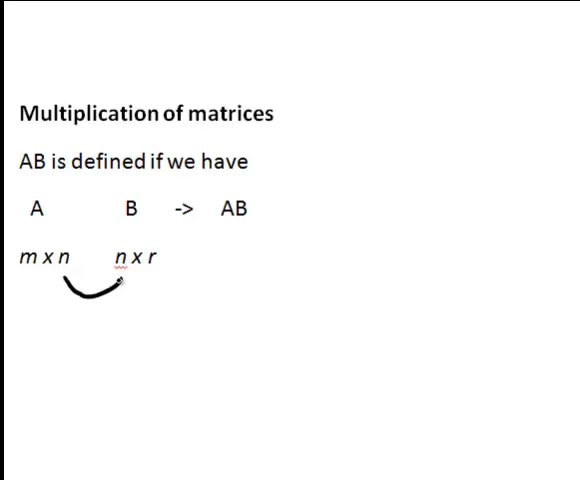 Multiplication of matrices
AB is defined if we have
A B -> AB
m x n n x r